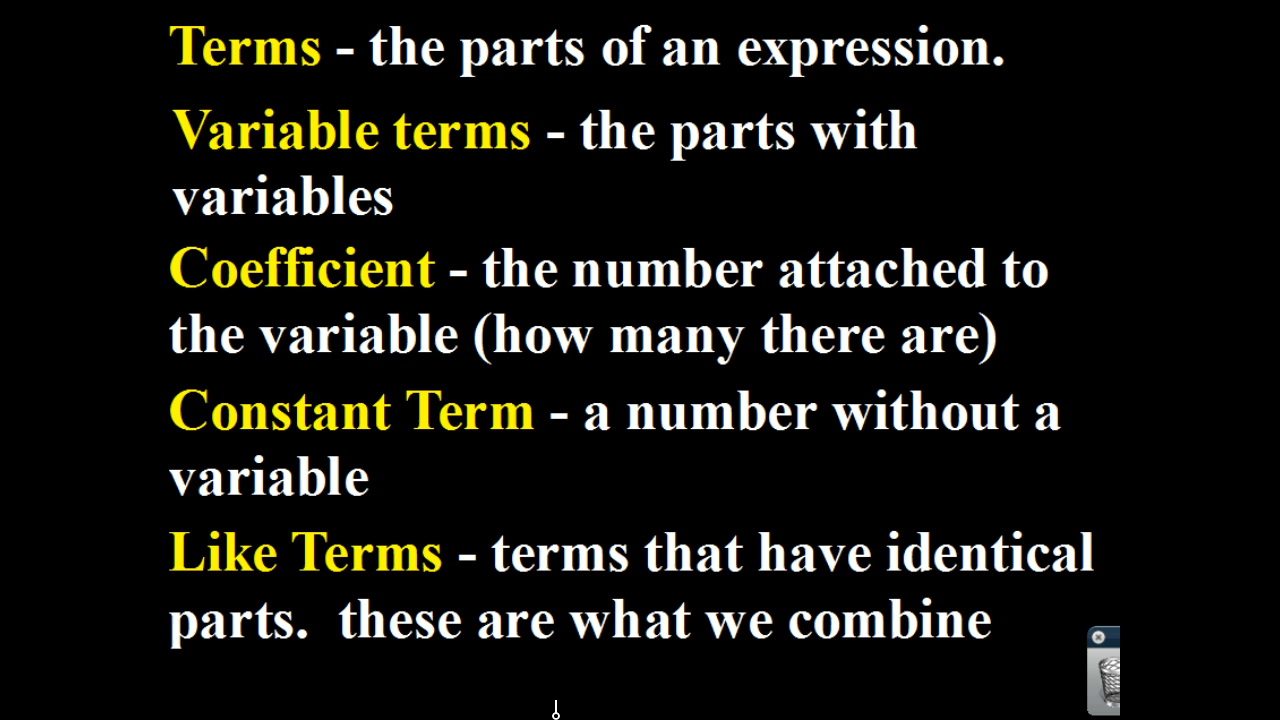 Terms - the parts of an expression.
Variable terms - the parts with
variables
Coefficient - the number attached to
the variable (how many there are)
Constant Term - a number without a
variable
Like Terms - terms that have identical
parts.  these are what we combine